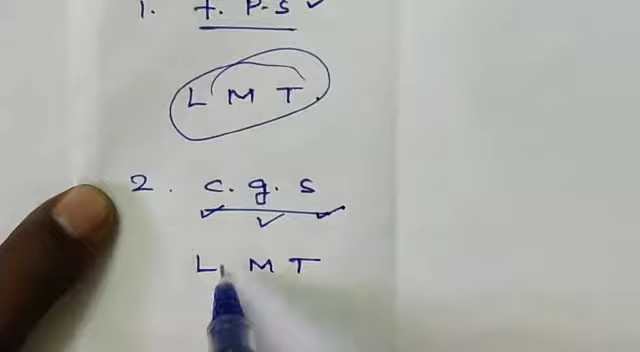 1. f. P-S ✓
L M T.
2. c. g. s
L M T